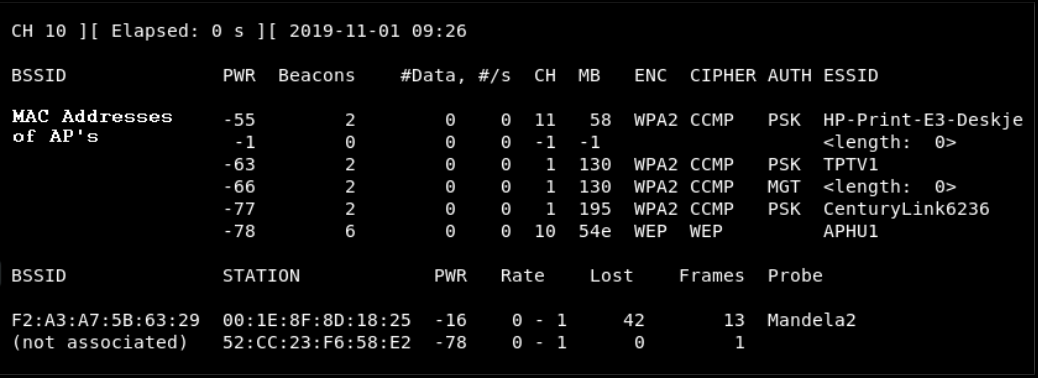 CH 10 ][ Elapsed: 0 s ][ 2019-11-01 09:26
BSSID PWR Beacons #Data, #/s CH MB ENC CIPHER AUTH ESSID
MAC Addresses
of AP's
-55 2 0 0 11 58 WPA2 CCMP PSK HP-Print-E3-Deskje
-1 0 0 0 -1 -1 <length: 0>
-63 2 0 0 1 130 WPA2 CCMP PSK TPTV1
-66 2 0 0 1 130 WPA2 CCMP MGT <length: 0>
-77 2 0 0 1 195 WPA2 CCMP PSK CenturyLink6236
-78 6 0 0 10 54e WEP WEP APHU1
BSSID STATION PWR Rate Lost Frames Probe
F2:A3:A7:5B:63:29 00:1E:8F:8D:18:25 -16 0 - 1 42 13 Mandela2
(not associated) 52:CC:23:F6:58:E2 -78 0 - 1 0 1